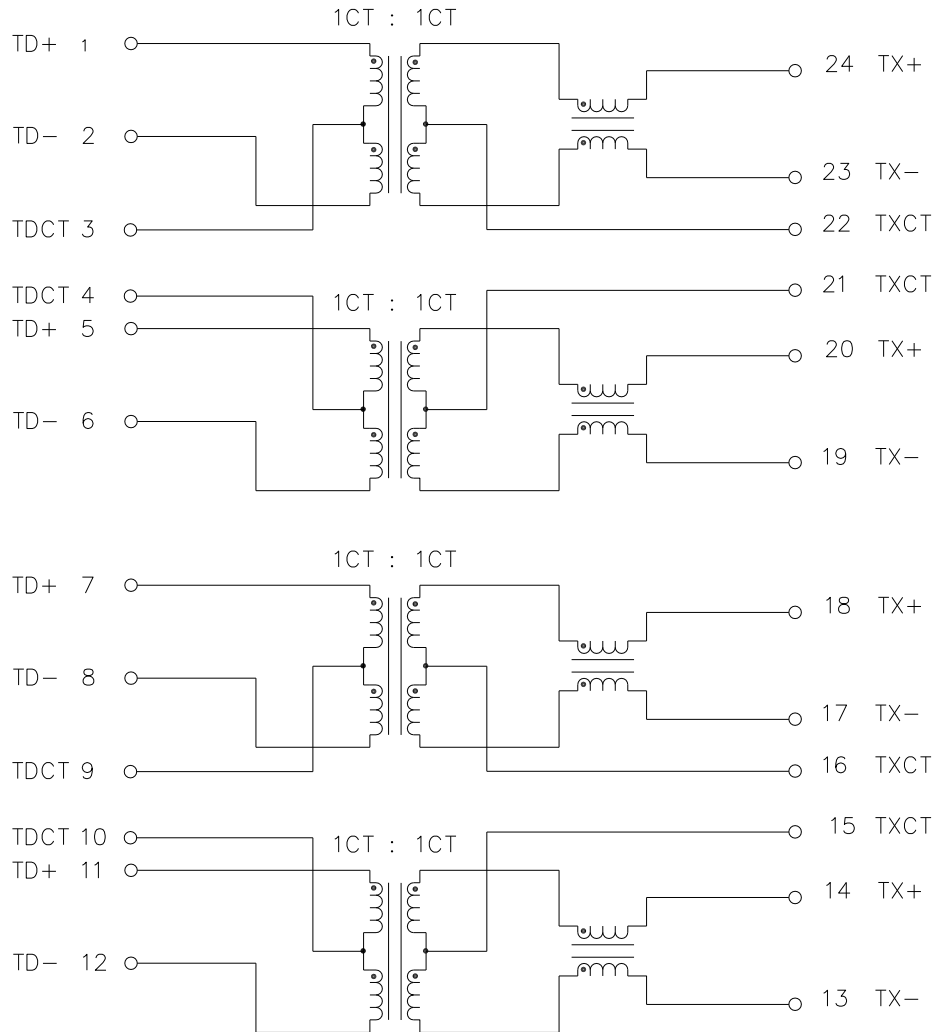 1CT : 1CT
TD+ 1
24 TX+
TD- 2
23 TX-
TDCT 3
22 TXCT
TDCT 4
21 TXCT
1CT : 1CT
TD+ 5
20 TX+
TD- 6
19 TX-
1CT : 1CT
TD+ 7
18 TX+
TD- 8
17 TX-
TDCT 9
16 TXCT
TDCT 10
15 TXCT
1CT : 1CT
TD+ 11
14 TX+
TD- 12
13 TX-